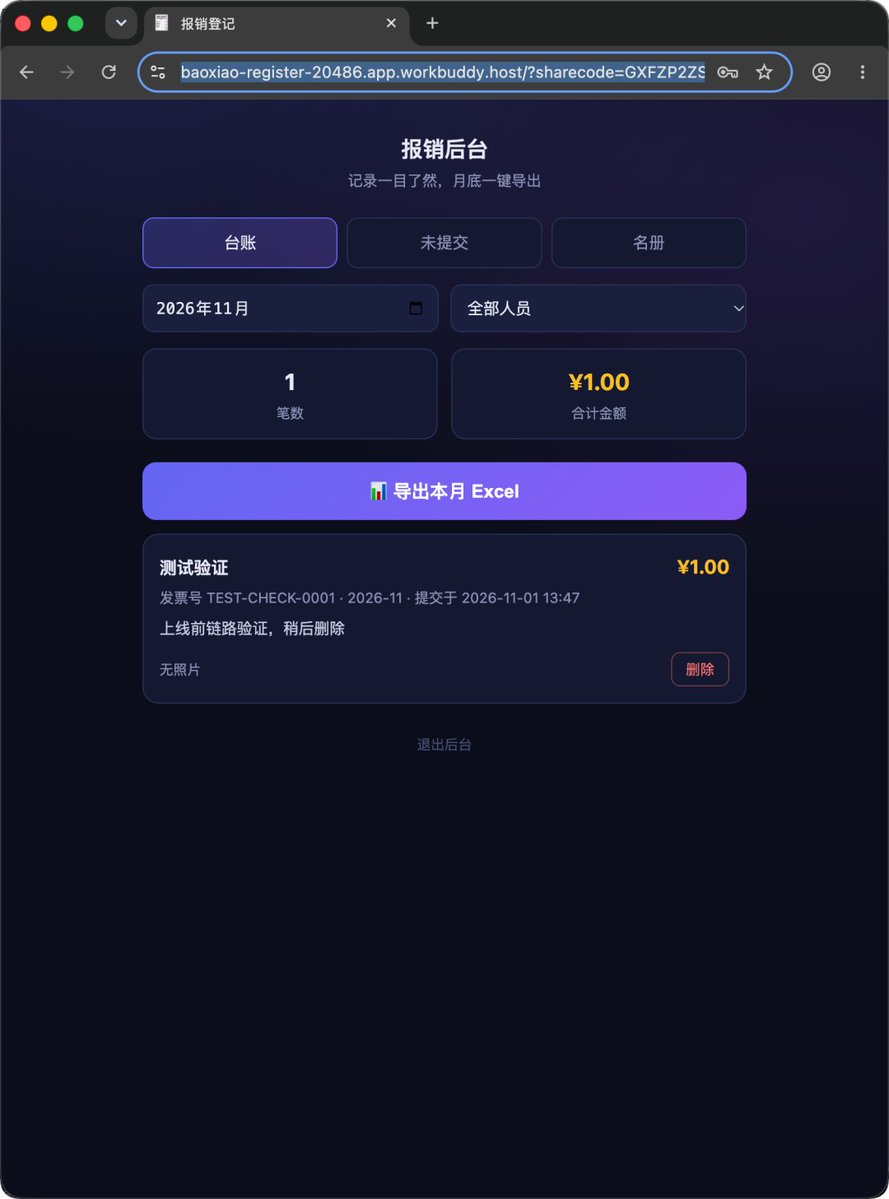 报销登记
baoxiao-register-20486.app.workbuddy.host/?sharecode=GXFZP2ZS
报销后台
记录一目了然，月底一键导出
台账 未提交 名册
2026年11月 全部人员
1 ¥1.00
笔数 合计金额
导出本月 Excel
测试验证 ¥1.00
发票号 TEST-CHECK-0001 · 2026-11 · 提交于 2026-11-01 13:47
上线前链路验证，稍后删除
无照片 删除
退出后台